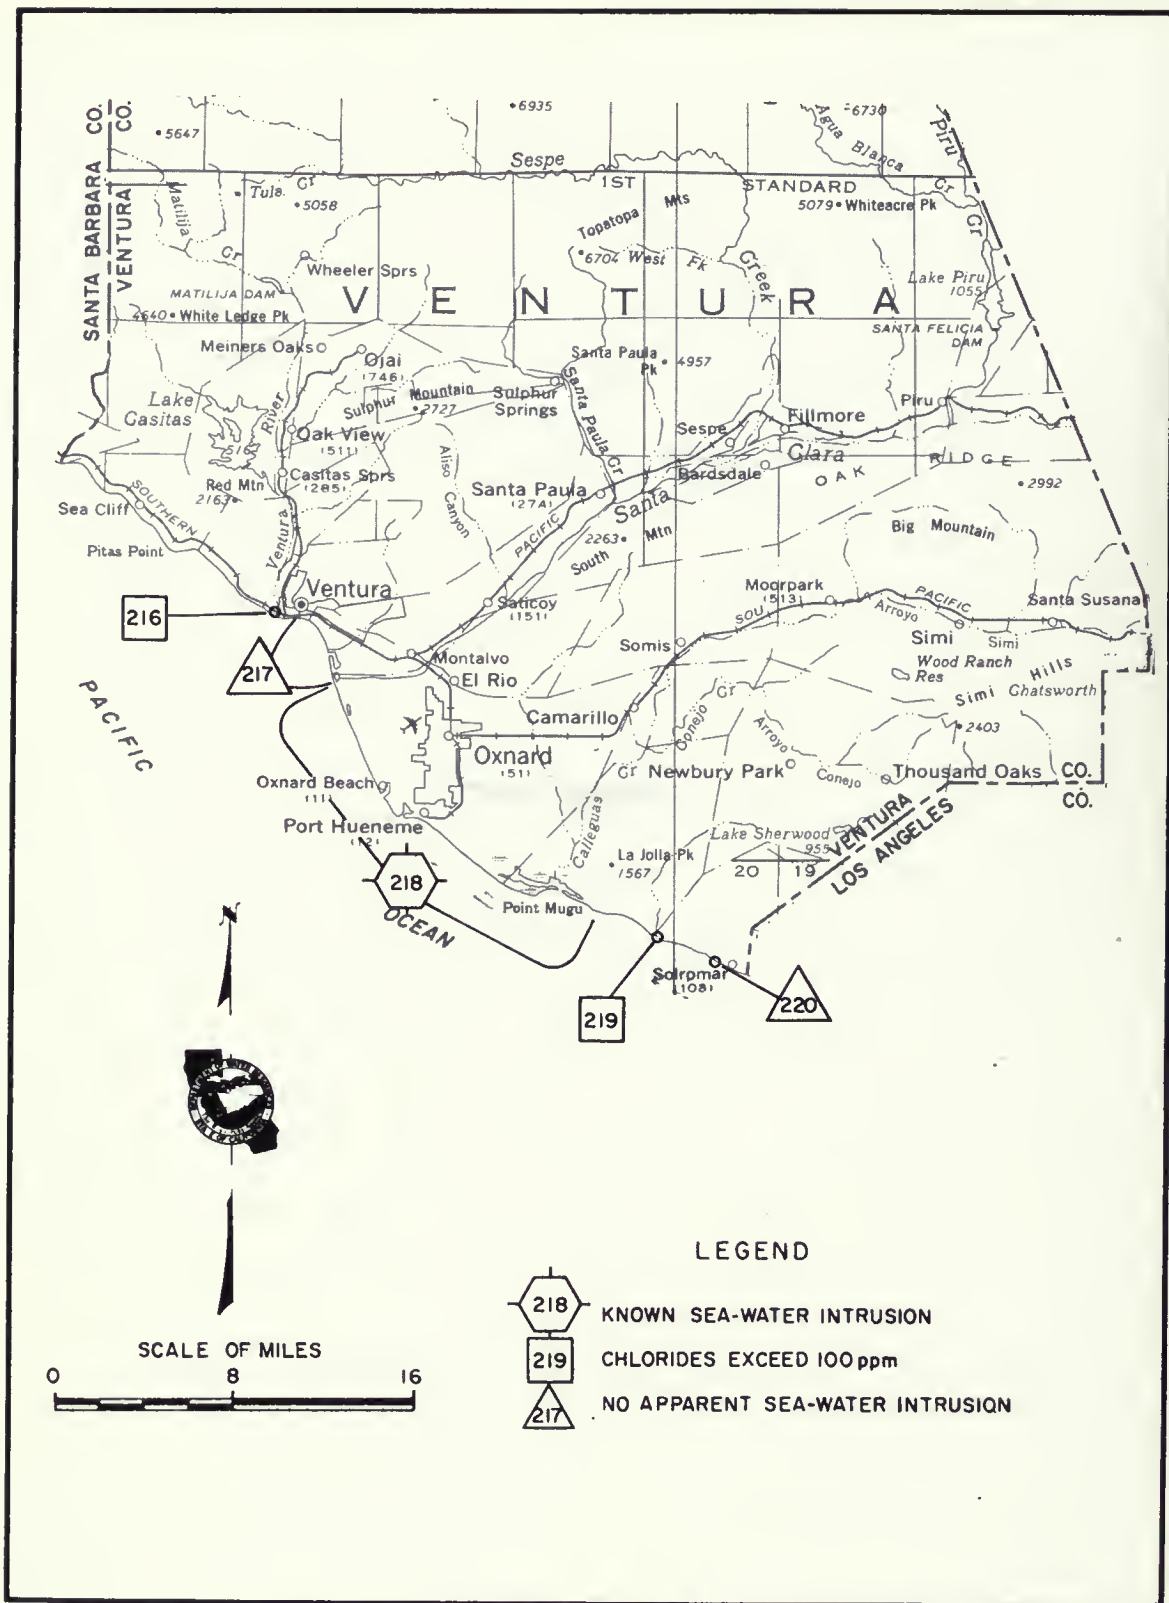 SANTA BARBARA CO.
VENTURA CO.
5647
6935
6730
Agua Blanca Cr
Piru Cr
Sespe
1ST STANDARD
Matilija Cr
Tula Cr
5058
Topatopa Mts
5079 Whiteacre Pk
6704 West Fk
Creek
Wheeler Sprs
MATILIJA DAM
Lake Piru
1055
VENTURA
4640 White Ledge Pk
SANTA FELICIA
DAM
Meiners Oaks
Ojai
(746)
Santa Paula
Pk
4957
Lake
Casitas
Sulphur Mountain
2727
Sulphur
Springs
Santa Paula Cr
Piru
River
Oak View
(511)
Sespe
Fillmore
Clara
Bardsdale
OAK RIDGE
Aliso Canyon
Casitas Sprs
(285)
Red Mtn
2163
Santa Paula
(274)
Santa
2992
SOUTHERN
PACIFIC
Sea Cliff
Pitas Point
Ventura
2263
South Mtn
Big Mountain
216
Ventura
Saticoy
(151)
Moorpark
(513)
SOU PACIFIC
Arroyo
Simi
Simi
Santa Susana
217
Montalvo
El Rio
Somis
Wood Ranch
Res
Simi Hills
Chatsworth
2403
PACIFIC
OCEAN
Camarillo
Conejo Cr
Arroyo
Conejo
Oxnard
(51)
Newbury Park
Thousand Oaks
CO.
CO.
Oxnard Beach
(11)
Port Hueneme
(12)
Calleguas Cr
Lake Sherwood
955
VENTURA
LOS ANGELES
La Jolla Pk
1567
20 19
218
Point Mugu
Solromar
(108)
219
220
N
LEGEND
218 KNOWN SEA-WATER INTRUSION
219 CHLORIDES EXCEED 100 ppm
217 NO APPARENT SEA-WATER INTRUSION
SCALE OF MILES
0 8 16